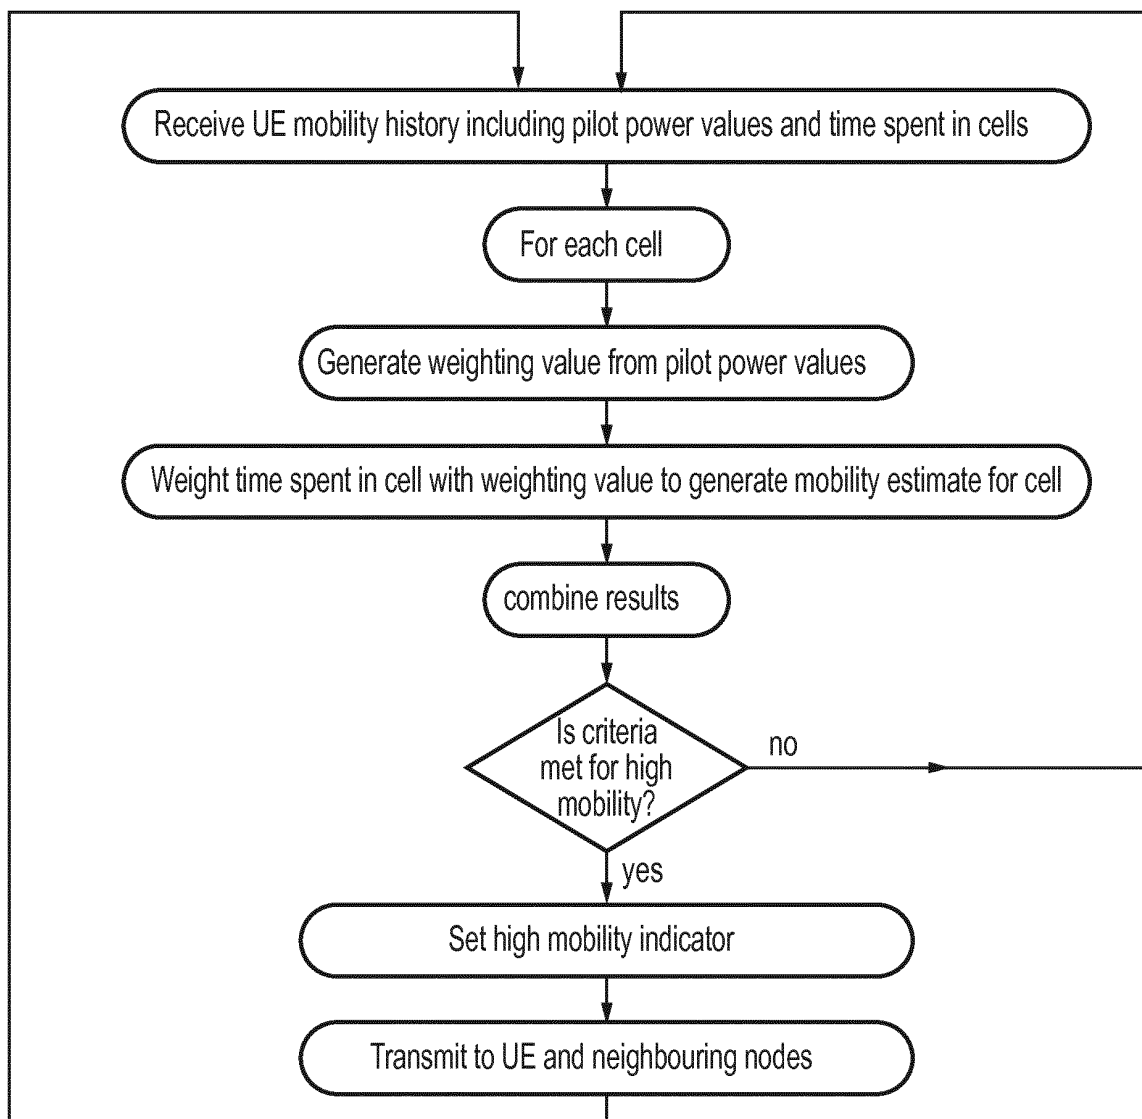 Receive UE mobility history including pilot power values and time spent in cells
For each cell
Generate weighting value from pilot power values
Weight time spent in cell with weighting value to generate mobility estimate for cell
combine results
Is criteria
met for high
mobility?
no
yes
Set high mobility indicator
Transmit to UE and neighbouring nodes